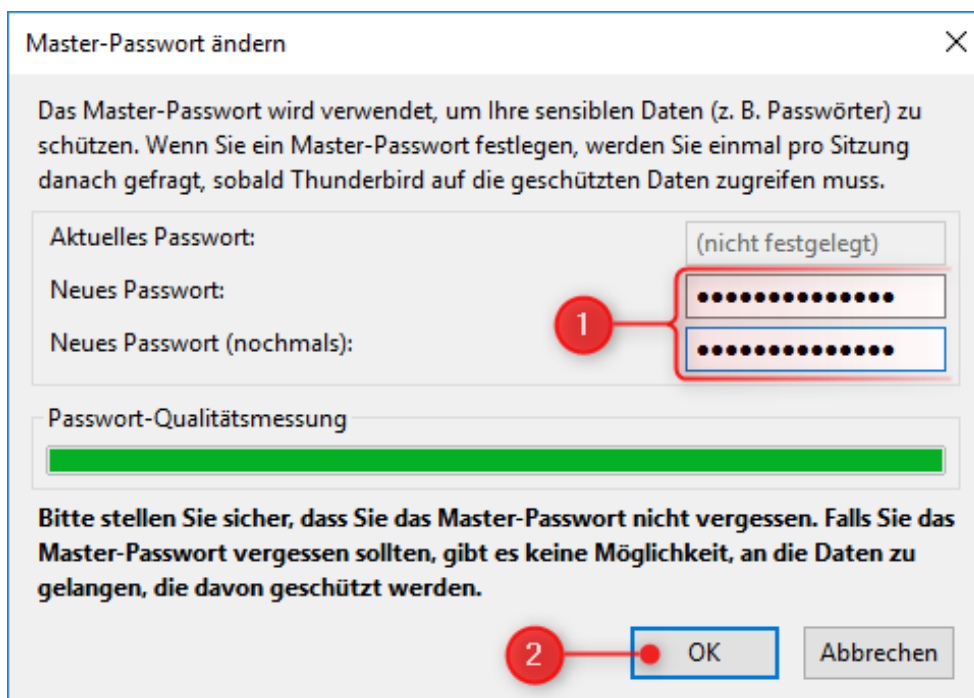 Master-Passwort ändern
Das Master-Passwort wird verwendet, um Ihre sensiblen Daten (z. B. Passwörter) zu
schützen. Wenn Sie ein Master-Passwort festlegen, werden Sie einmal pro Sitzung
danach gefragt, sobald Thunderbird auf die geschützten Daten zugreifen muss.
Aktuelles Passwort: (nicht festgelegt)
Neues Passwort: ●●●●●●●●●●●●●●
1
Neues Passwort (nochmals): ●●●●●●●●●●●●●●
Passwort-Qualitätsmessung
Bitte stellen Sie sicher, dass Sie das Master-Passwort nicht vergessen. Falls Sie das
Master-Passwort vergessen sollten, gibt es keine Möglichkeit, an die Daten zu
gelangen, die davon geschützt werden.
2 OK Abbrechen